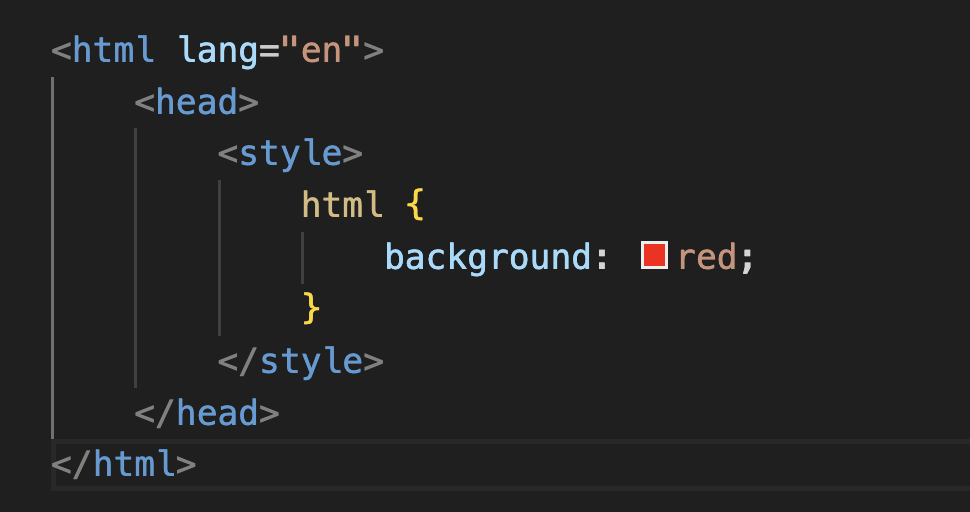 <html lang="en">
<head>
<style>
html {
background: red;
}
</style>
</head>
</html>